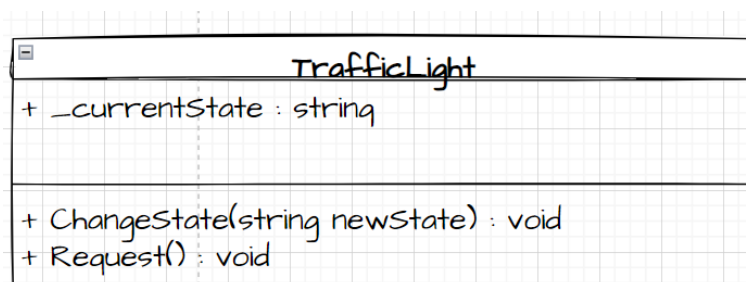 TrafficLight
+ _currentState : string
+ ChangeState(string newState) : void
+ Request() : void